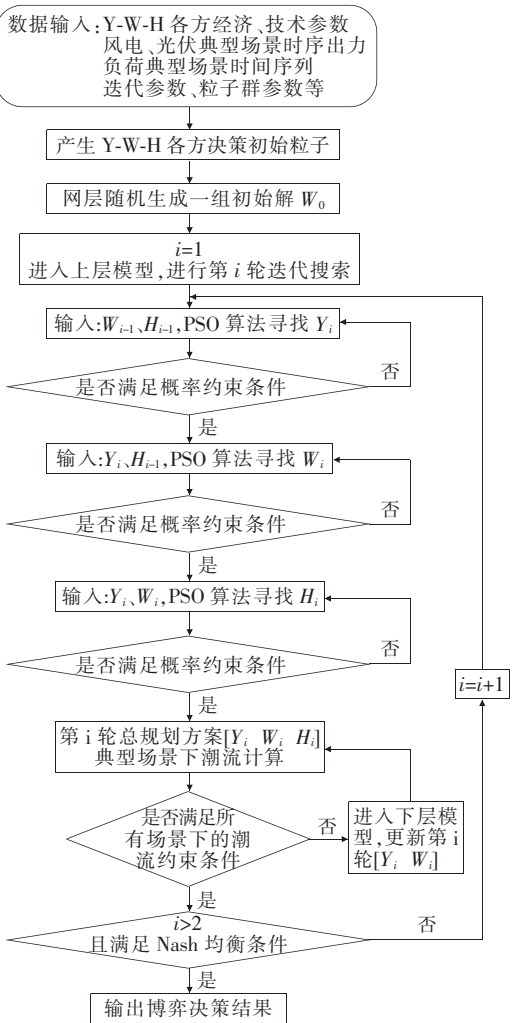 数据输入:Y-W-H 各方经济、技术参数
风电、光伏典型场景时序出力
负荷典型场景时间序列
迭代参数、粒子群参数等
产生 Y-W-H 各方决策初始粒子
网层随机生成一组初始解 W₀
i=1
进入上层模型,进行第 i 轮迭代搜索
输入:Wᵢ₋₁、Hᵢ₋₁,PSO 算法寻找 Yᵢ
否
是否满足概率约束条件
是
输入:Yᵢ、Hᵢ₋₁,PSO 算法寻找 Wᵢ
否
是否满足概率约束条件
是
输入:Yᵢ、Wᵢ,PSO 算法寻找 Hᵢ
否
是否满足概率约束条件
是
i=i+1
第 i 轮总规划方案[Yᵢ Wᵢ Hᵢ]
典型场景下潮流计算
是否满足所
有场景下的潮
流约束条件
否
进入下层模
型,更新第 i
轮[Yᵢ Wᵢ]
是
i>2
且满足 Nash 均衡条件
否
是
输出博弈决策结果